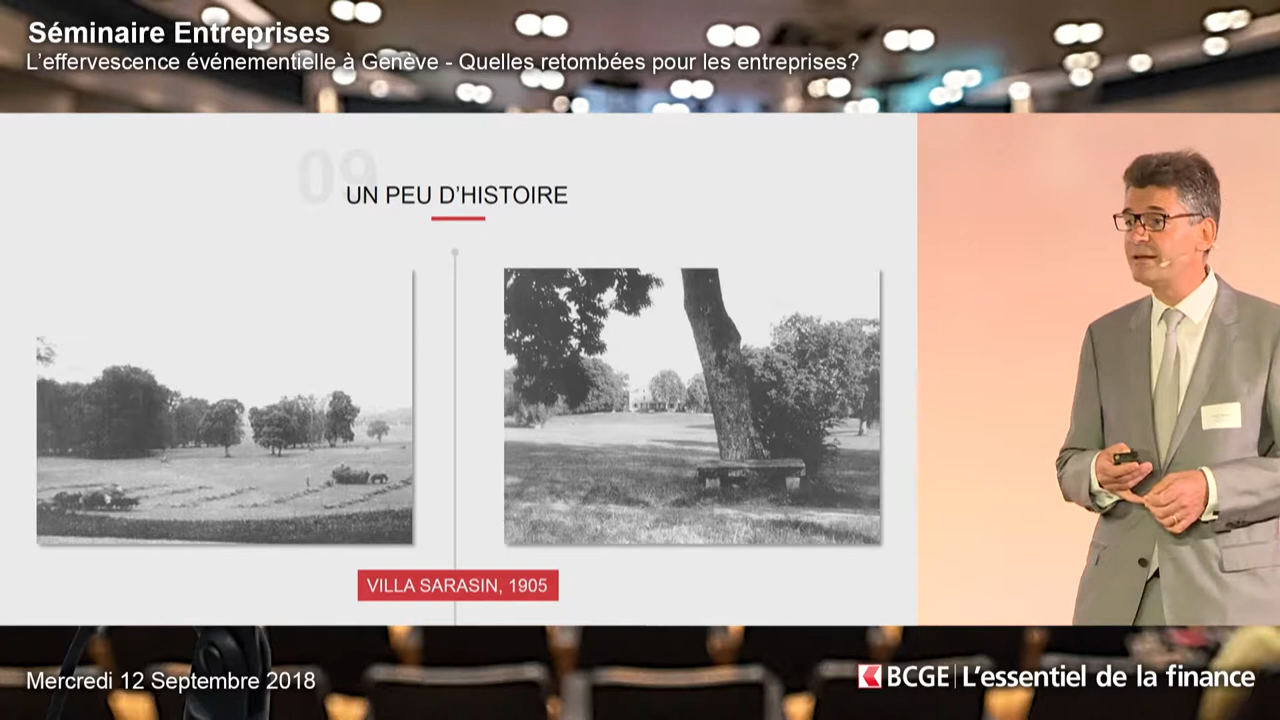 Séminaire Entreprises
L'effervescence événementielle à Genève - Quelles retombées pour les entreprises?
09
UN PEU D'HISTOIRE
VILLA SARASIN, 1905
Mercredi 12 Septembre 2018
BCGE | L'essentiel de la finance